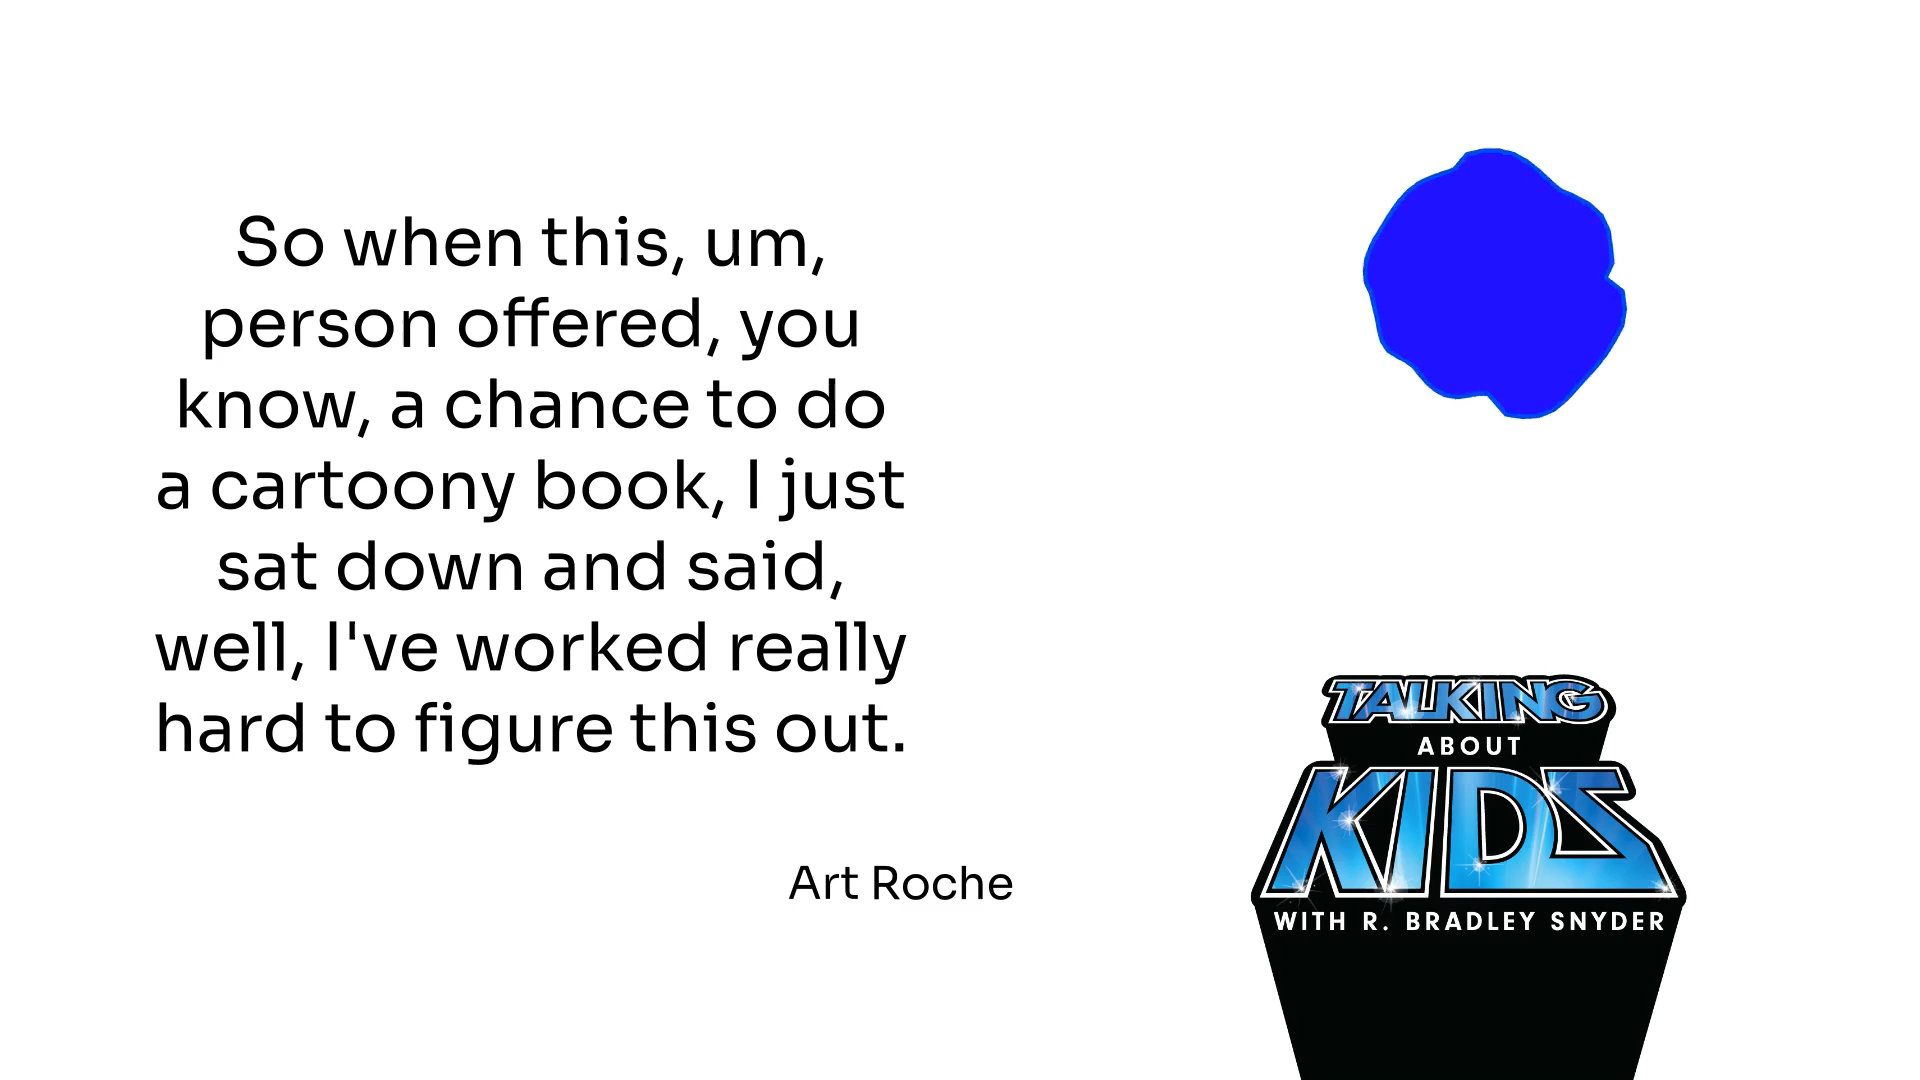 So when this, um,
person offered, you
know, a chance to do
a cartoony book, I just
sat down and said,
well, I've worked really
hard to figure this out.
Art Roche
TALKING
ABOUT
KIDS
WITH R. BRADLEY SNYDER